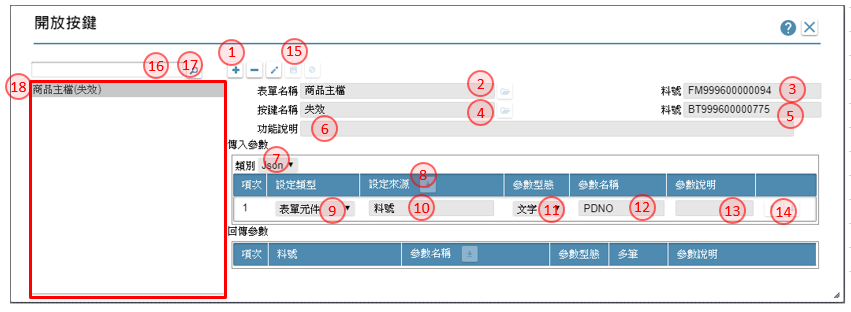 開放按鍵
?
16 17 1 15
18 商品主檔(失效)
表單名稱 商品主檔 2 料號 FM999600000094 3
按鍵名稱 失效 4 料號 BT999600000775 5
功能說明 6
傳入參數
類別 Json 7
項次 設定類型 設定來源 8 參數型態 參數名稱 參數說明
1 表單元件 9 料號 10 文字 11 PDNO 12 13 14
回傳參數
項次 料號 參數名稱 參數型態 多筆 參數說明